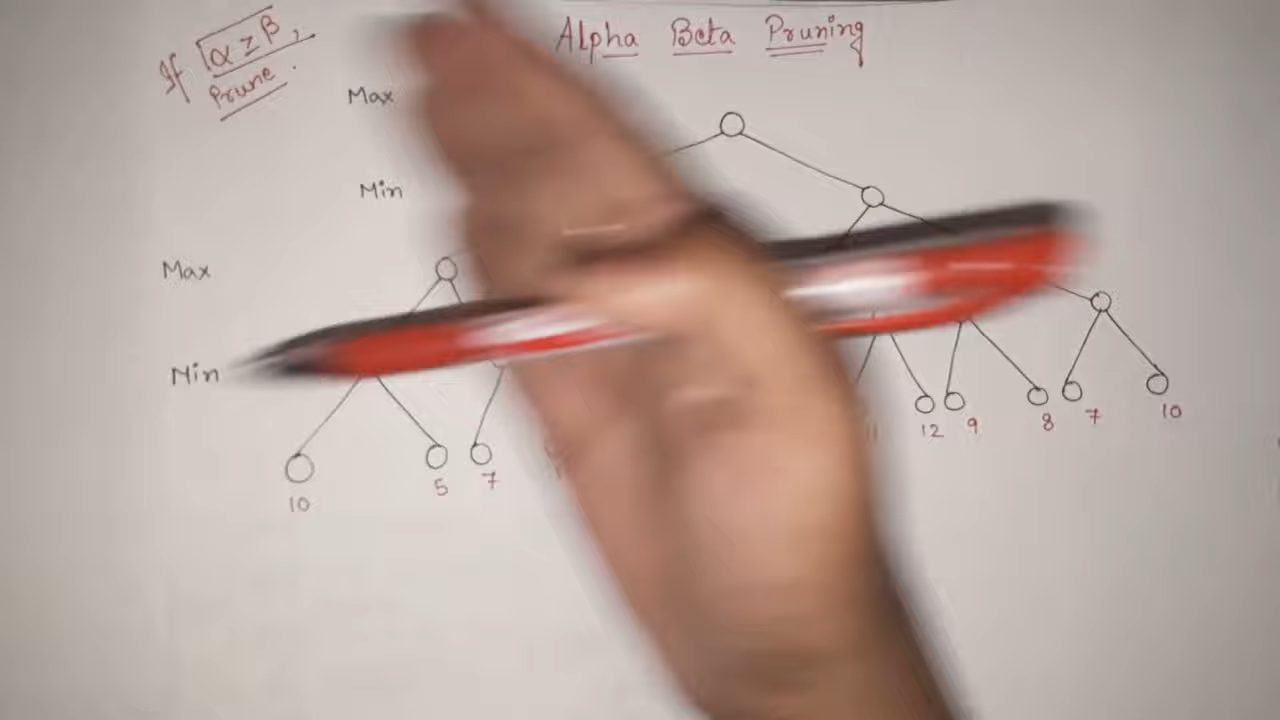 Alpha Beta Pruning
If α ≥ β,
Prune.
Max
Min
Max
Min
10 5 7 12 9 8 7 10